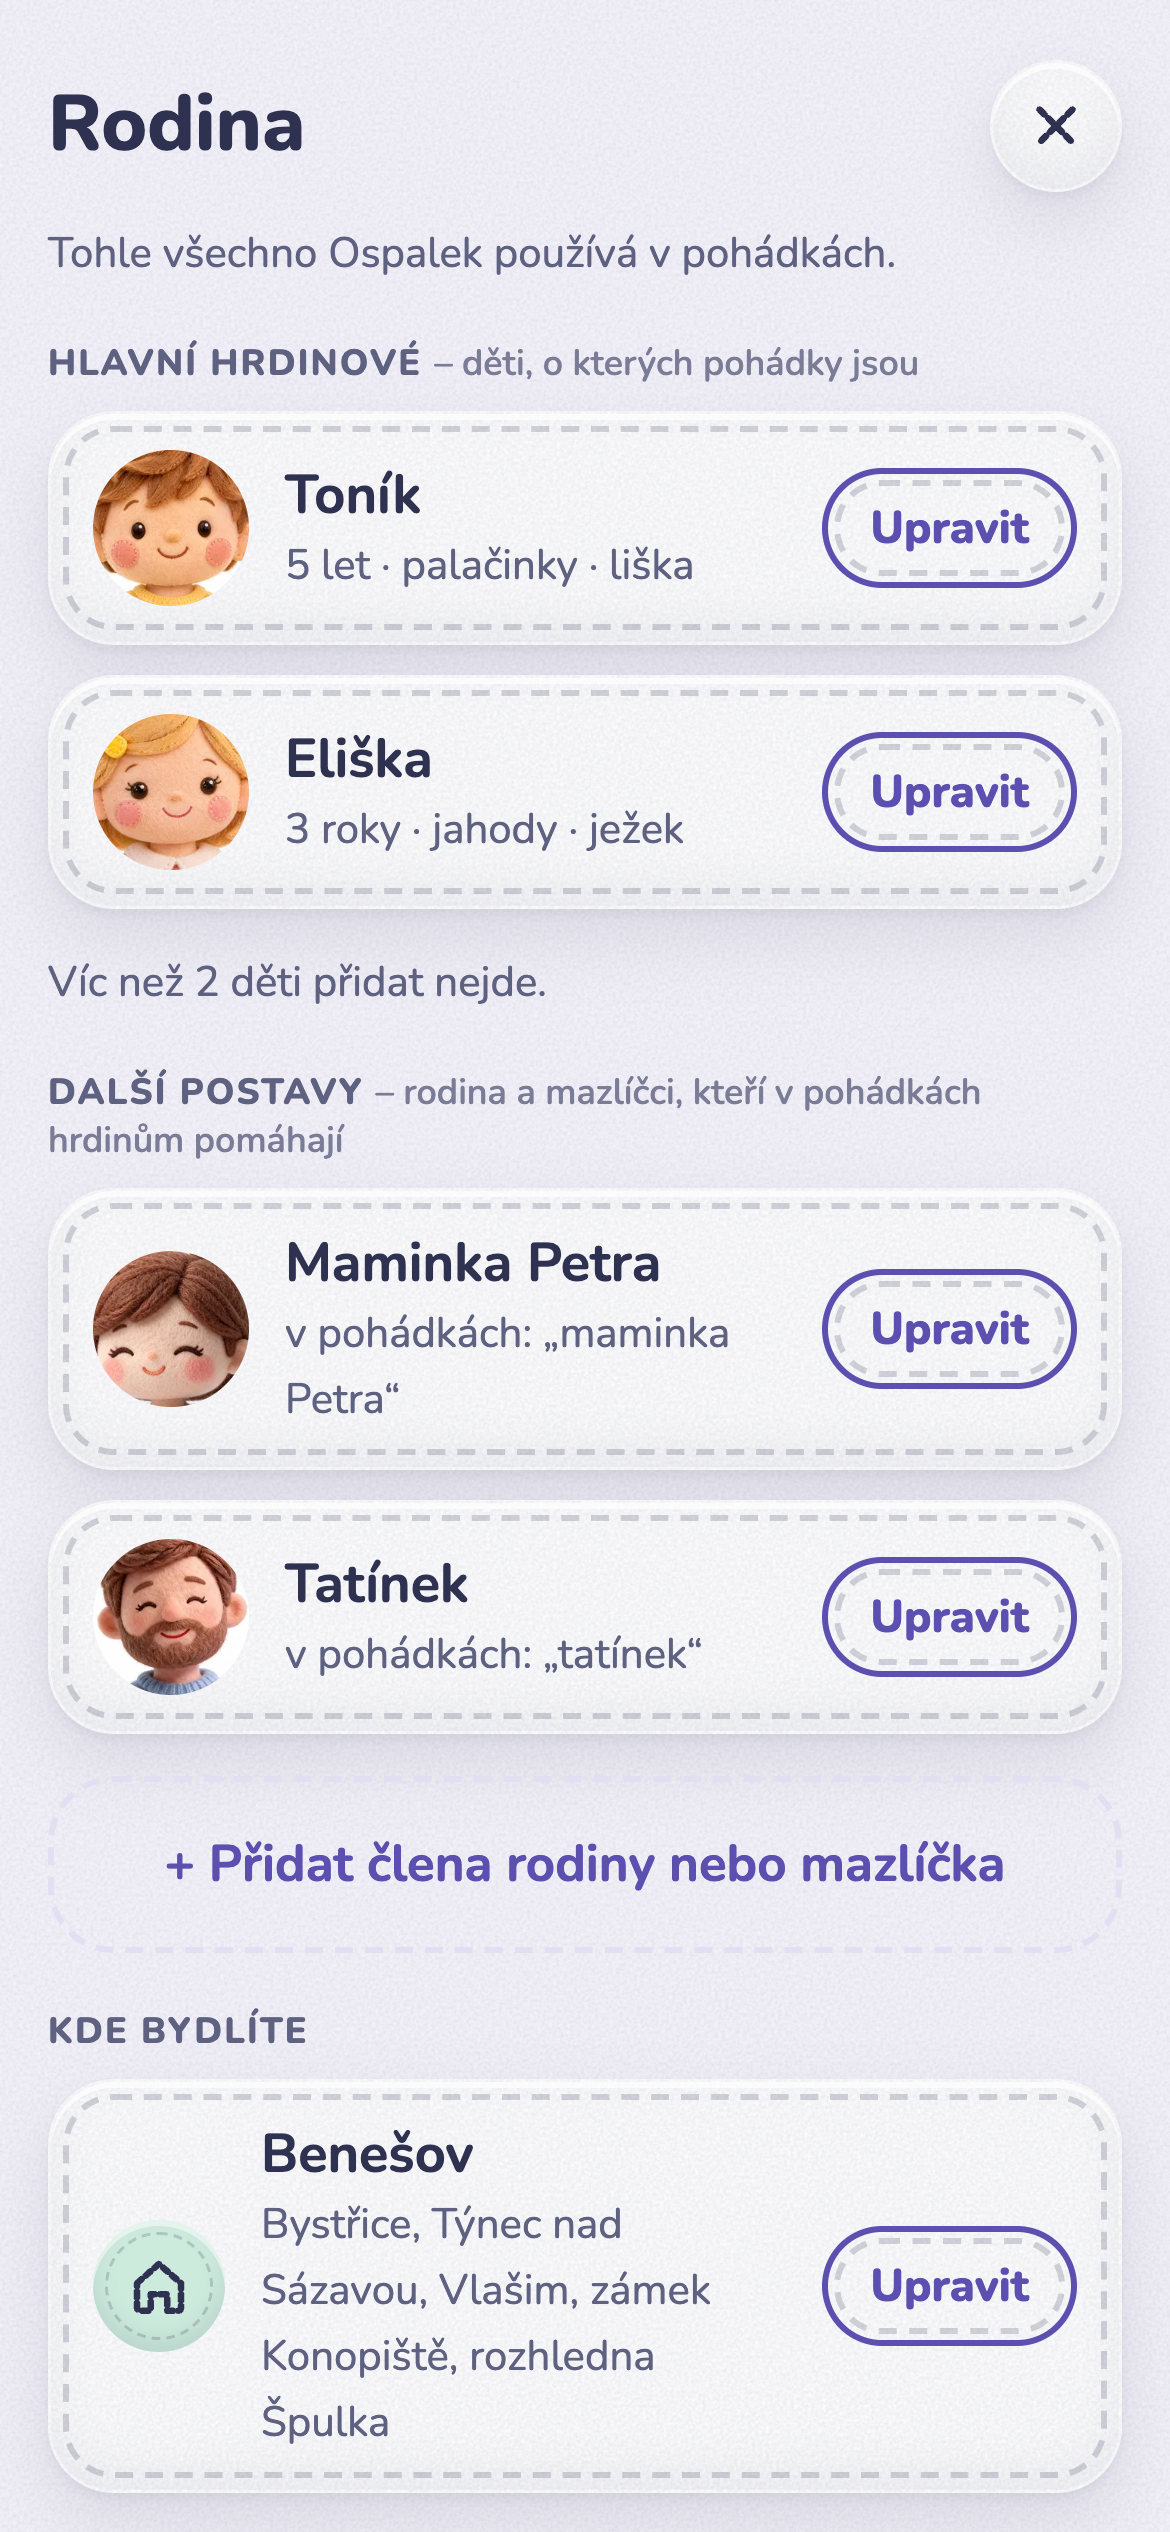 Rodina
Tohle všechno Ospalek používá v pohádkách.
HLAVNÍ HRDINOVÉ – děti, o kterých pohádky jsou
Toník
5 let · palačinky · liška
Upravit
Eliška
3 roky · jahody · ježek
Upravit
Víc než 2 děti přidat nejde.
DALŠÍ POSTAVY – rodina a mazlíčci, kteří v pohádkách
hrdinům pomáhají
Maminka Petra
v pohádkách: „maminka
Petra“
Upravit
Tatínek
v pohádkách: „tatínek“
Upravit
+ Přidat člena rodiny nebo mazlíčka
KDE BYDLÍTE
Benešov
Bystřice, Týnec nad
Sázavou, Vlašim, zámek
Konopiště, rozhledna
Špulka
Upravit